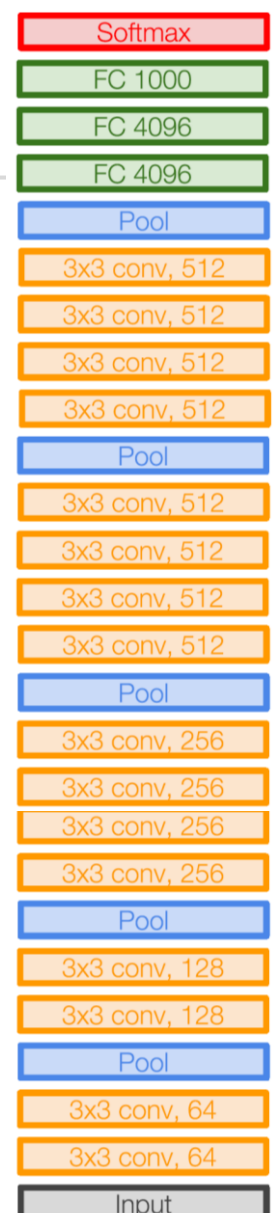 Softmax
FC 1000
FC 4096
FC 4096
Pool
3x3 conv, 512
3x3 conv, 512
3x3 conv, 512
3x3 conv, 512
Pool
3x3 conv, 512
3x3 conv, 512
3x3 conv, 512
3x3 conv, 512
Pool
3x3 conv, 256
3x3 conv, 256
3x3 conv, 256
3x3 conv, 256
Pool
3x3 conv, 128
3x3 conv, 128
Pool
3x3 conv, 64
3x3 conv, 64
Input